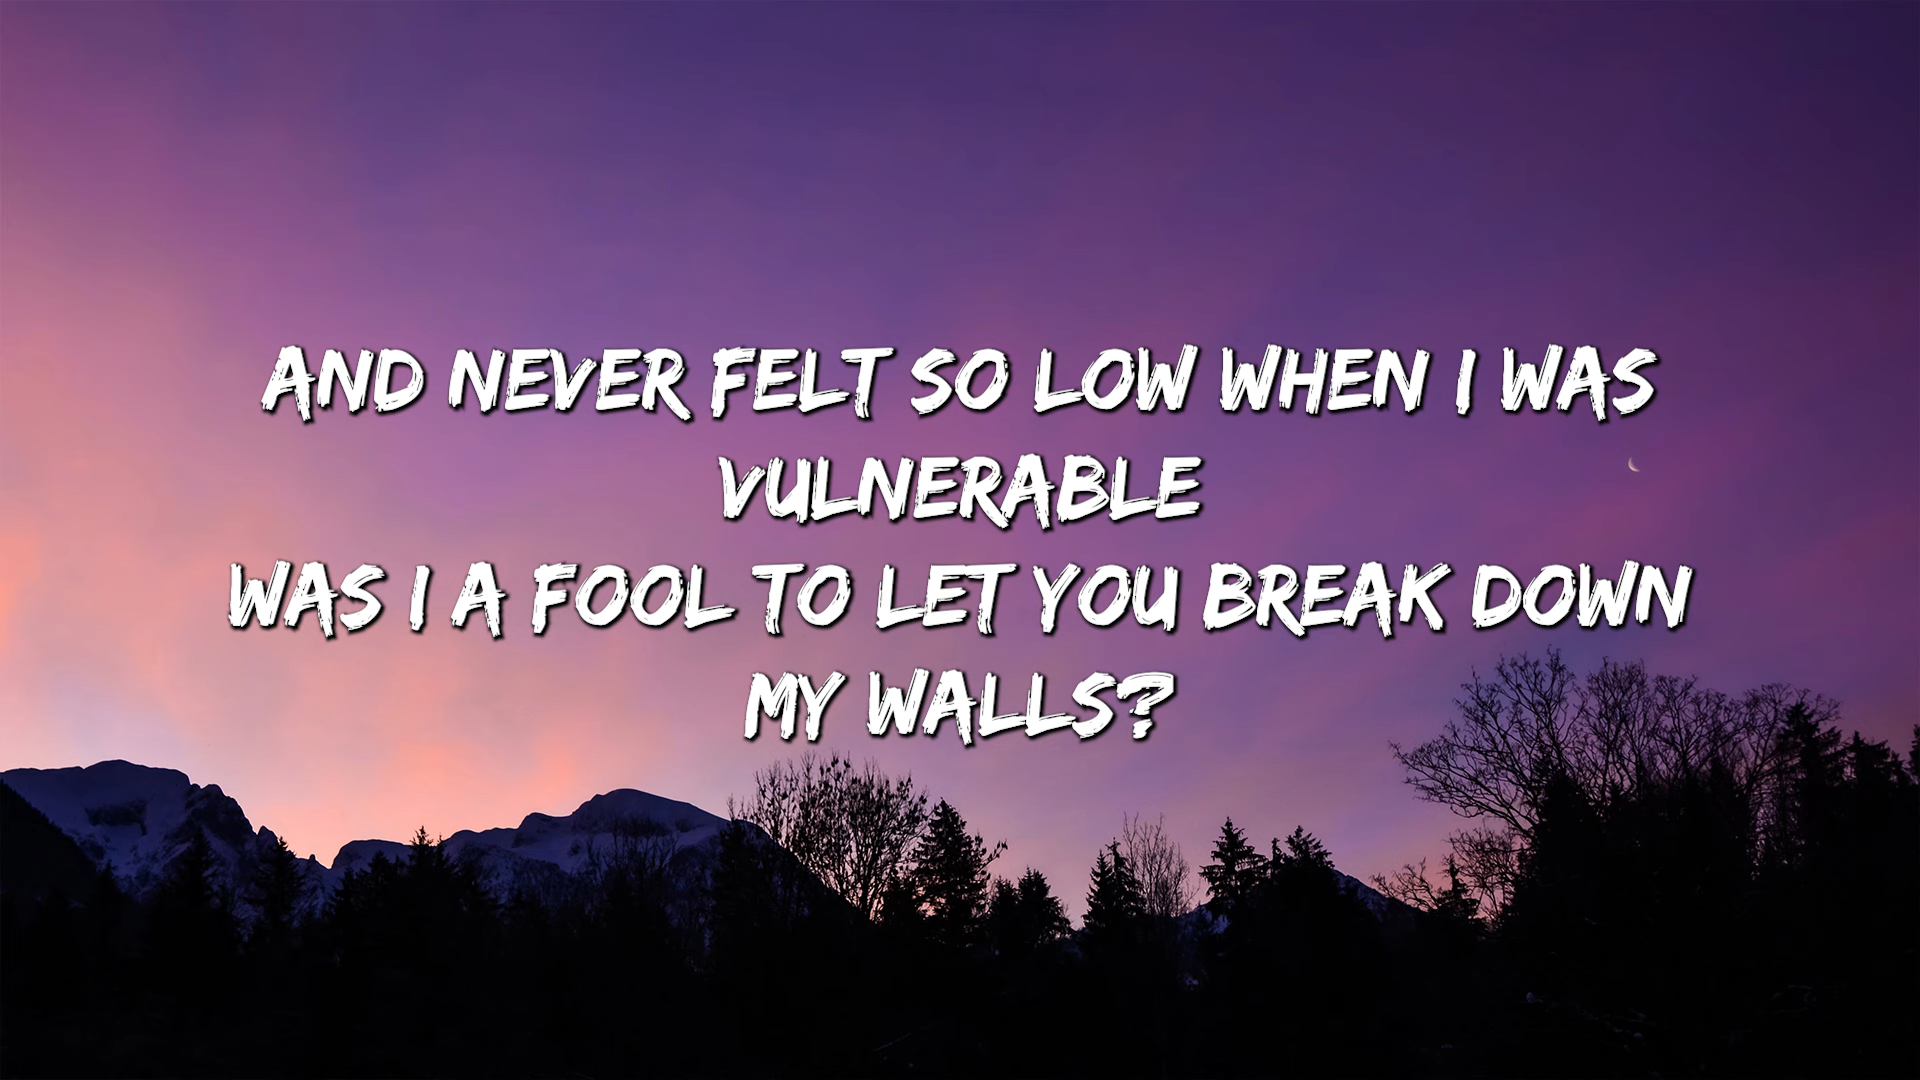 AND NEVER FELT SO LOW WHEN I WAS
VULNERABLE
WAS I A FOOL TO LET YOU BREAK DOWN
MY WALLS?